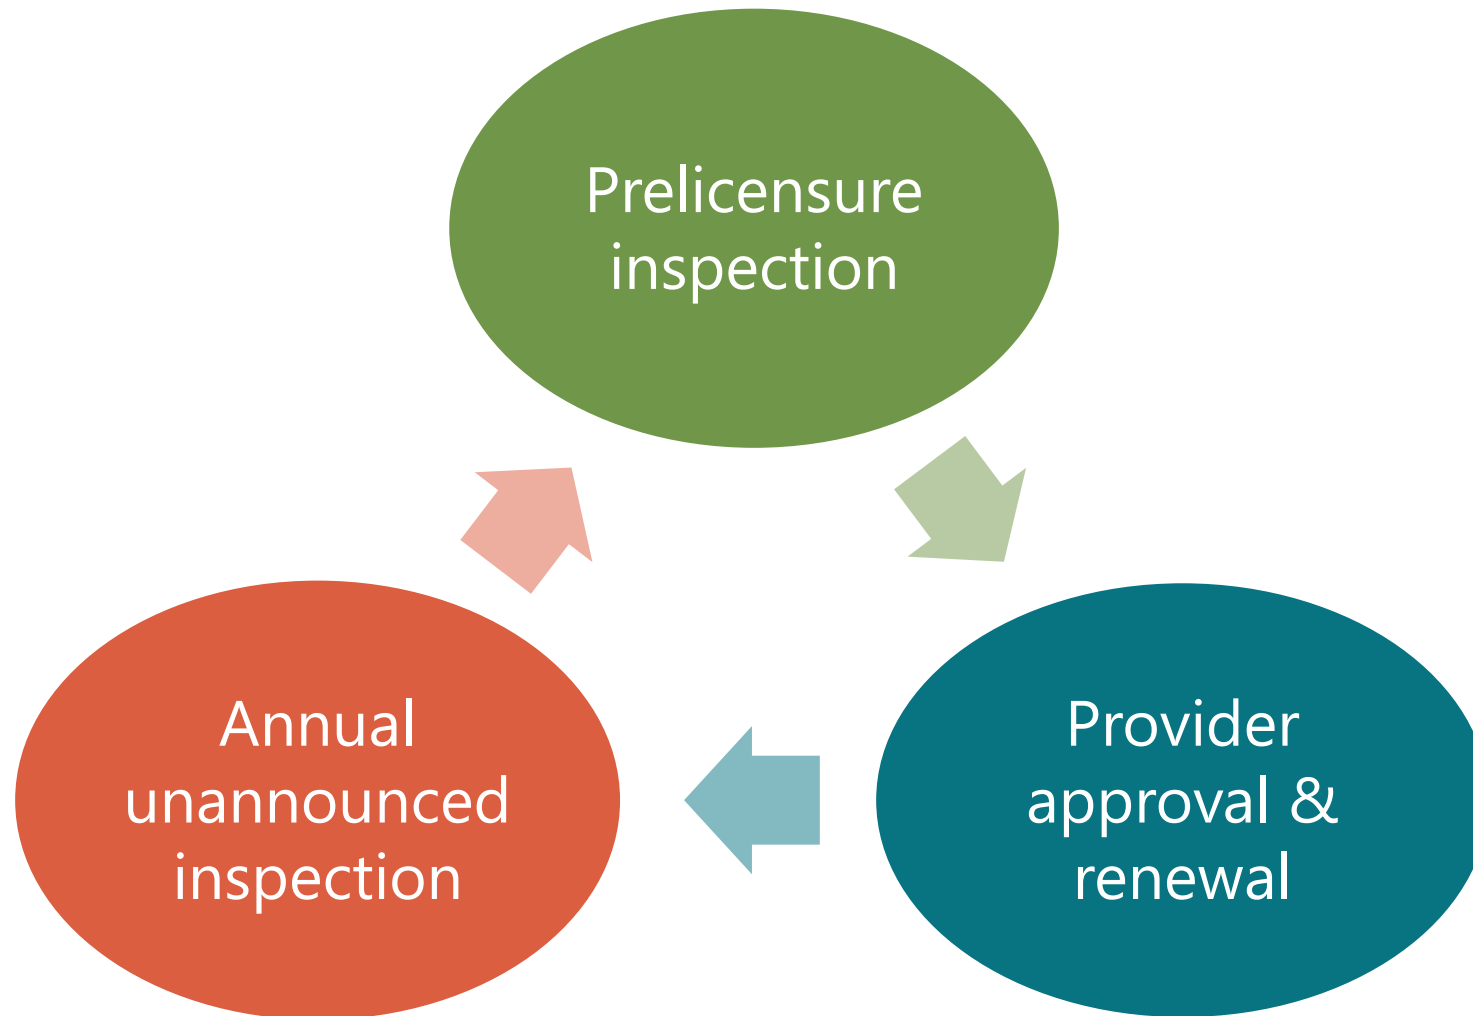 Prelicensure
inspection
Provider
approval &
renewal
Annual
unannounced
inspection